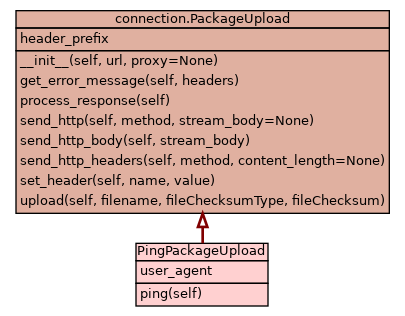 connection.PackageUpload
header_prefix
__init__(self, url, proxy=None)
get_error_message(self, headers)
process_response(self)
send_http(self, method, stream_body=None)
send_http_body(self, stream_body)
send_http_headers(self, method, content_length=None)
set_header(self, name, value)
upload(self, filename, fileChecksumType, fileChecksum)
PingPackageUpload
user_agent
ping(self)